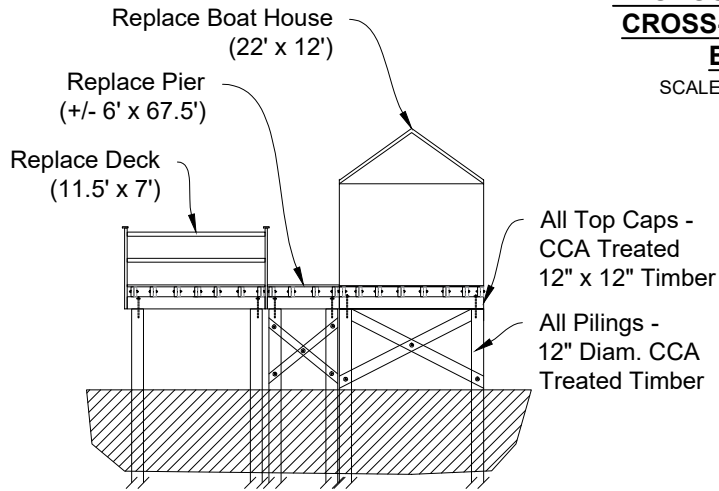 CROSS-
SCALE
Replace Boat House
(22' x 12')
Replace Pier
(+/- 6' x 67.5')
Replace Deck
(11.5' x 7')
All Top Caps -
CCA Treated
12" x 12" Timber
All Pilings -
12" Diam. CCA
Treated Timber